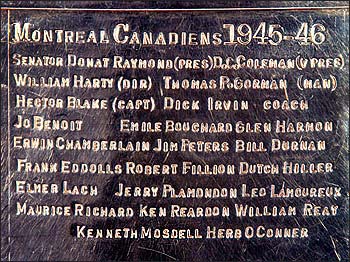 MONTREAL CANADIENS 1945-46
SENATOR DONAT RAYMOND (PRES) D.C. COLEMAN (V PRES)
WILLIAM HARTY (DIR) THOMAS P. GORMAN (MAN)
HECTOR BLAKE (CAPT) DICK IRVIN COACH
JO BENOIT EMILE BOUCHARD GLEN HARMON
ERWIN CHAMBERLAIN JIM PETERS BILL DURNAN
FRANK EDDOLLS ROBERT FILLION DUTCH HILLER
ELMER LACH JERRY PLAMONDON LEO LAMOUREUX
MAURICE RICHARD KEN REARDON WILLIAM REAY
KENNETH MOSDELL HERB O'CONNER